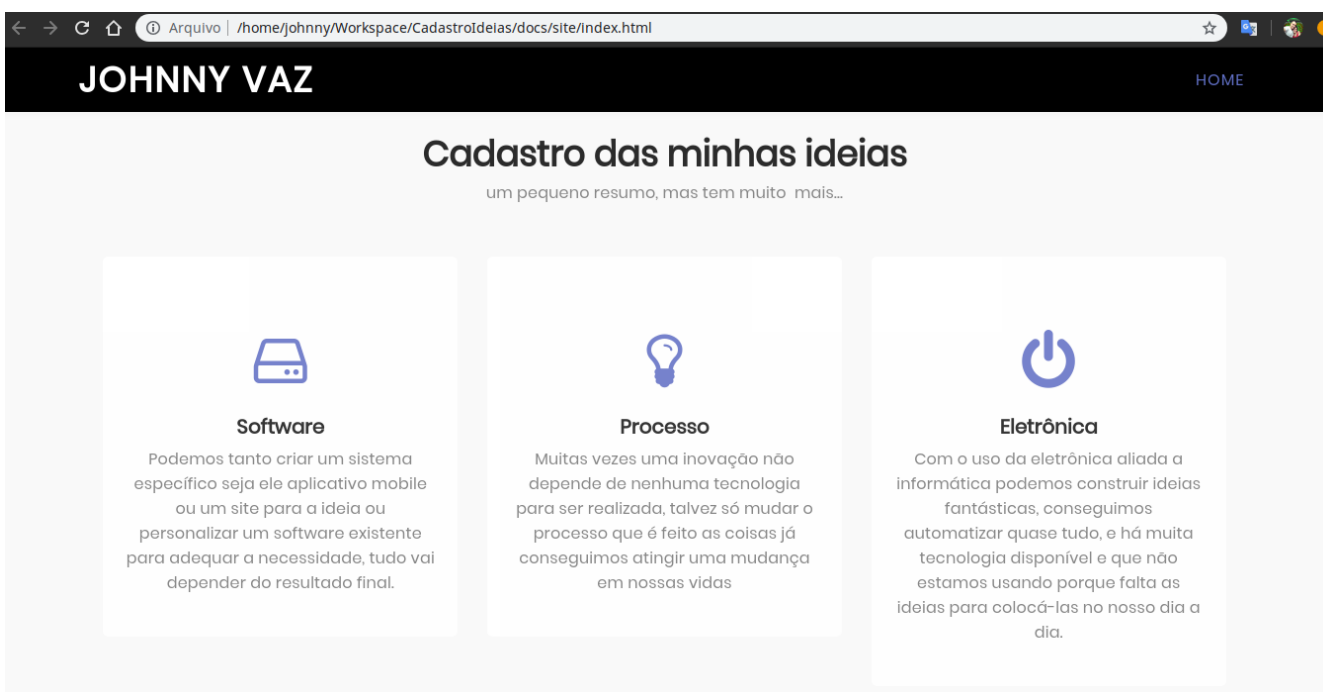 Arquivo | /home/johnny/Workspace/CadastroIdeias/docs/site/index.html
JOHNNY VAZ
HOME
Cadastro das minhas ideias
um pequeno resumo, mas tem muito mais...
Software
Podemos tanto criar um sistema
específico seja ele aplicativo mobile
ou um site para a ideia ou
personalizar um software existente
para adequar a necessidade, tudo vai
depender do resultado final.
Processo
Muitas vezes uma inovação não
depende de nenhuma tecnologia
para ser realizada, talvez só mudar o
processo que é feito as coisas já
conseguimos atingir uma mudança
em nossas vidas
Eletrônica
Com o uso da eletrônica aliada a
informática podemos construir ideias
fantásticas, conseguimos
automatizar quase tudo, e há muita
tecnologia disponível e que não
estamos usando porque falta as
ideias para colocá-las no nosso dia a
dia.